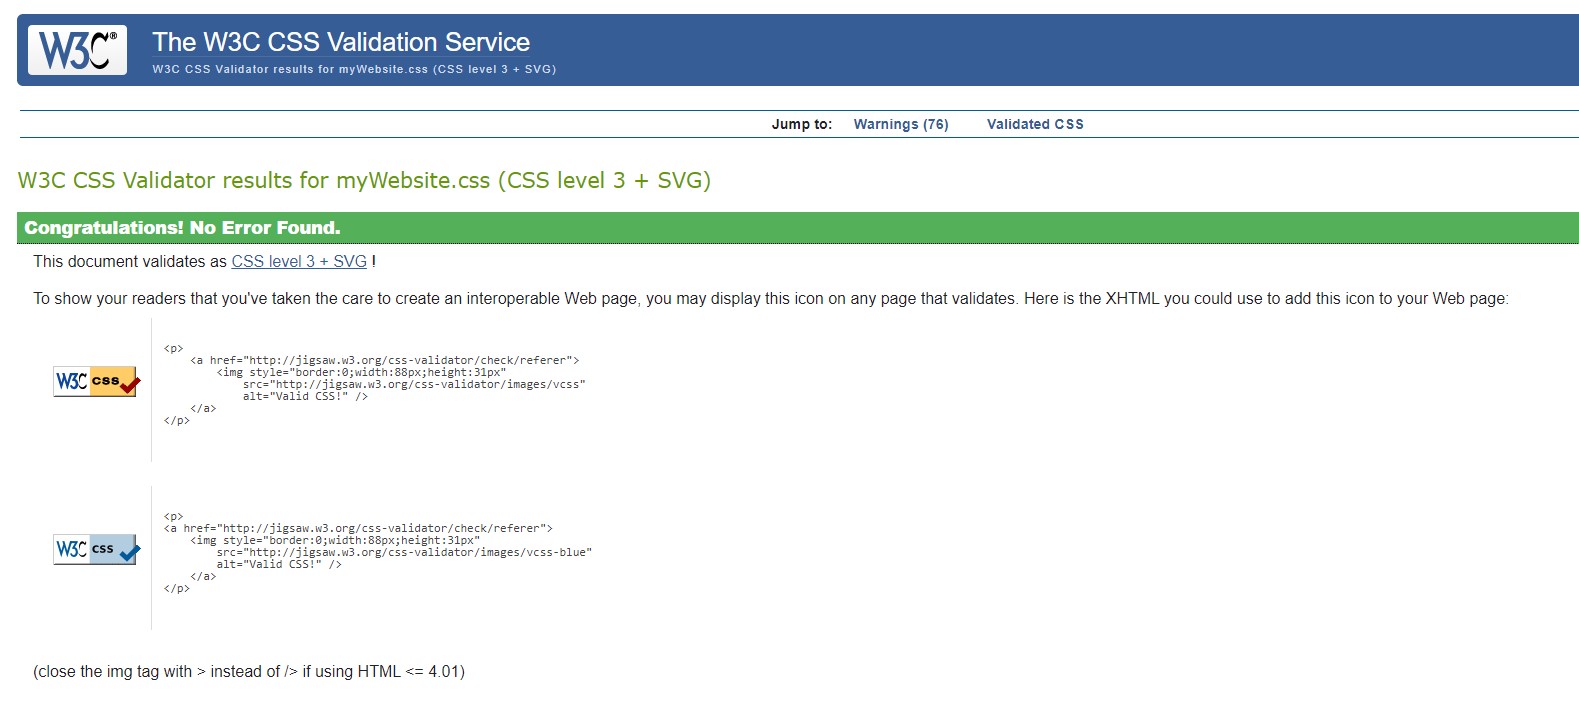 W3C®
The W3C CSS Validation Service
W3C CSS Validator results for myWebsite.css (CSS level 3 + SVG)
Jump to: Warnings (76) Validated CSS
W3C CSS Validator results for myWebsite.css (CSS level 3 + SVG)
Congratulations! No Error Found.
This document validates as CSS level 3 + SVG !
To show your readers that you've taken the care to create an interoperable Web page, you may display this icon on any page that validates. Here is the XHTML you could use to add this icon to your Web page:
W3C css
<p>
    <a href="http://jigsaw.w3.org/css-validator/check/referer">
        <img style="border:0;width:88px;height:31px"
            src="http://jigsaw.w3.org/css-validator/images/vcss"
            alt="Valid CSS!" />
    </a>
</p>
W3C css
<p>
<a href="http://jigsaw.w3.org/css-validator/check/referer">
    <img style="border:0;width:88px;height:31px"
        src="http://jigsaw.w3.org/css-validator/images/vcss-blue"
        alt="Valid CSS!" />
    </a>
</p>
(close the img tag with > instead of /> if using HTML <= 4.01)